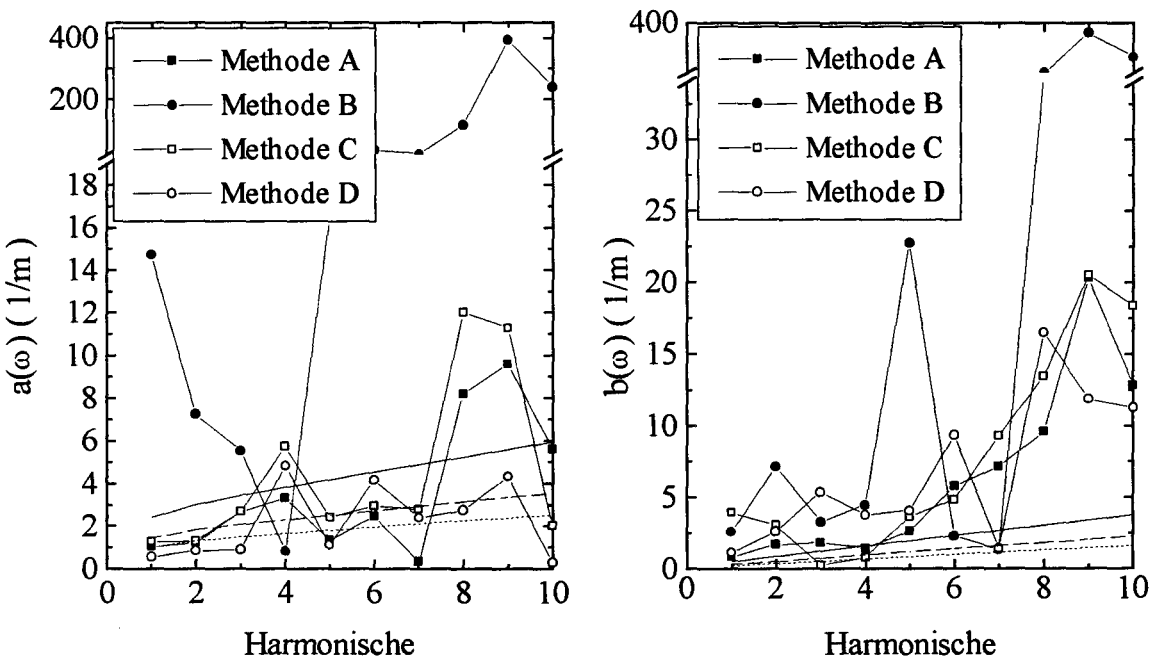 400
200
18
16
14
12
10
8
6
4
2
0
a(ω) ( 1/m )
Methode A
Methode B
Methode C
Methode D
0 2 4 6 8 10
Harmonische
400
30
25
20
15
10
5
0
b(ω) ( 1/m )
Methode A
Methode B
Methode C
Methode D
0 2 4 6 8 10
Harmonische